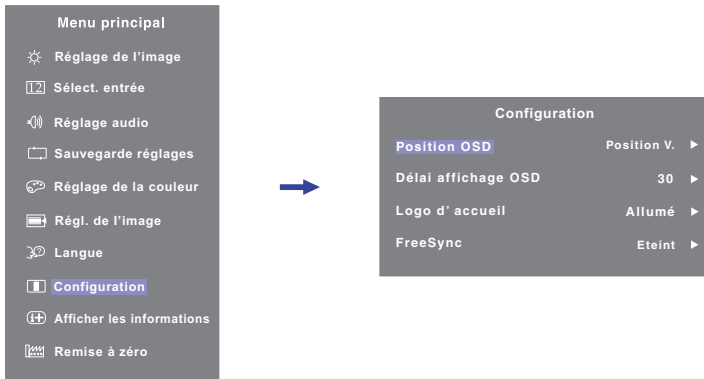 Menu principal
Réglage de l'image
12 Sélect. entrée
Réglage audio
Sauvegarde réglages
Réglage de la couleur
Régl. de l'image
Langue
Configuration
Afficher les informations
Remise à zéro
Configuration
Position OSD Position V.
Délai affichage OSD 30
Logo d' accueil Allumé
FreeSync Eteint